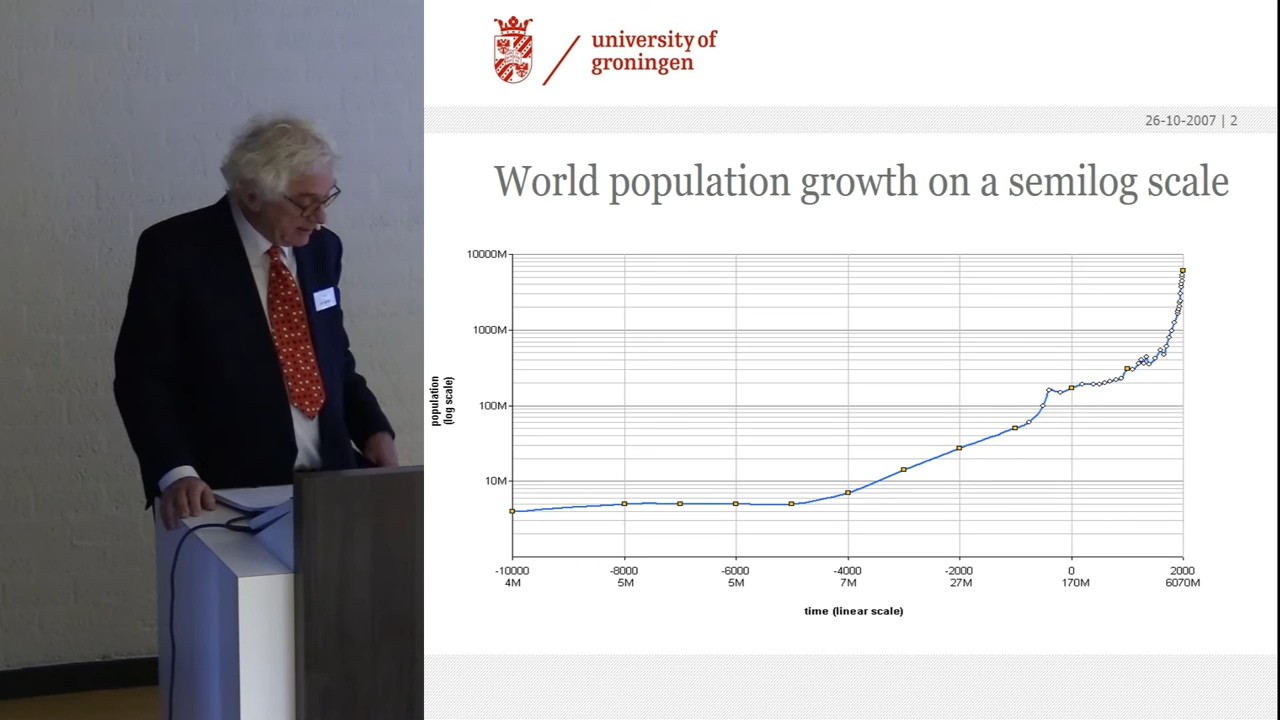 university of
groningen
26-10-2007 | 2
World population growth on a semilog scale
10000M
1000M
100M
10M
population
(log scale)
-10000 -8000 -6000 -4000 -2000 0 2000
4M 5M 5M 7M 27M 170M 6070M
time (linear scale)